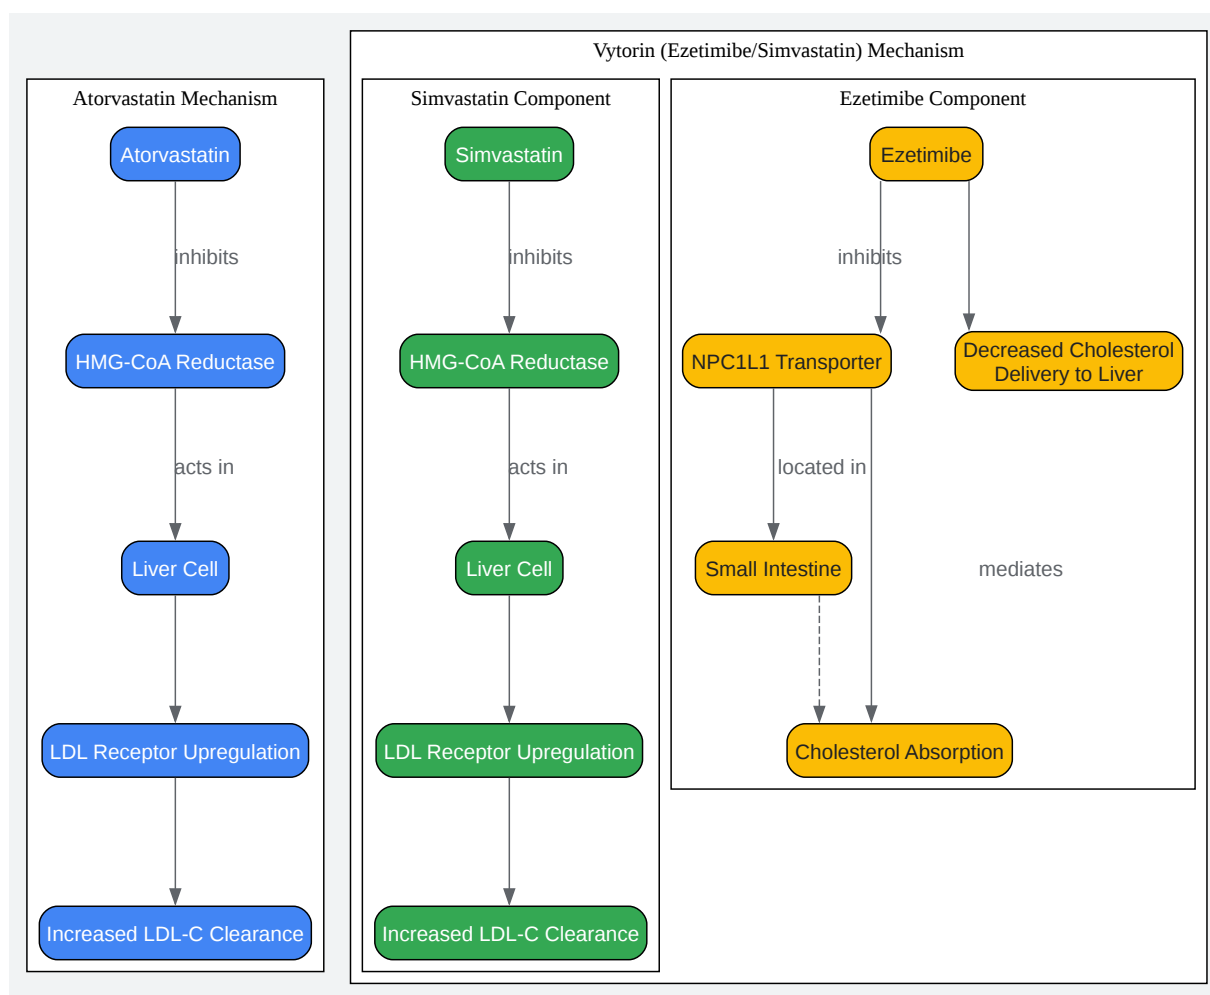 Vytorin (Ezetimibe/Simvastatin) Mechanism
Atorvastatin Mechanism
Atorvastatin
inhibits
HMG-CoA Reductase
acts in
Liver Cell
LDL Receptor Upregulation
Increased LDL-C Clearance
Simvastatin Component
Simvastatin
inhibits
HMG-CoA Reductase
acts in
Liver Cell
LDL Receptor Upregulation
Increased LDL-C Clearance
Ezetimibe Component
Ezetimibe
inhibits
NPC1L1 Transporter
Decreased Cholesterol
Delivery to Liver
located in
Small Intestine
mediates
Cholesterol Absorption